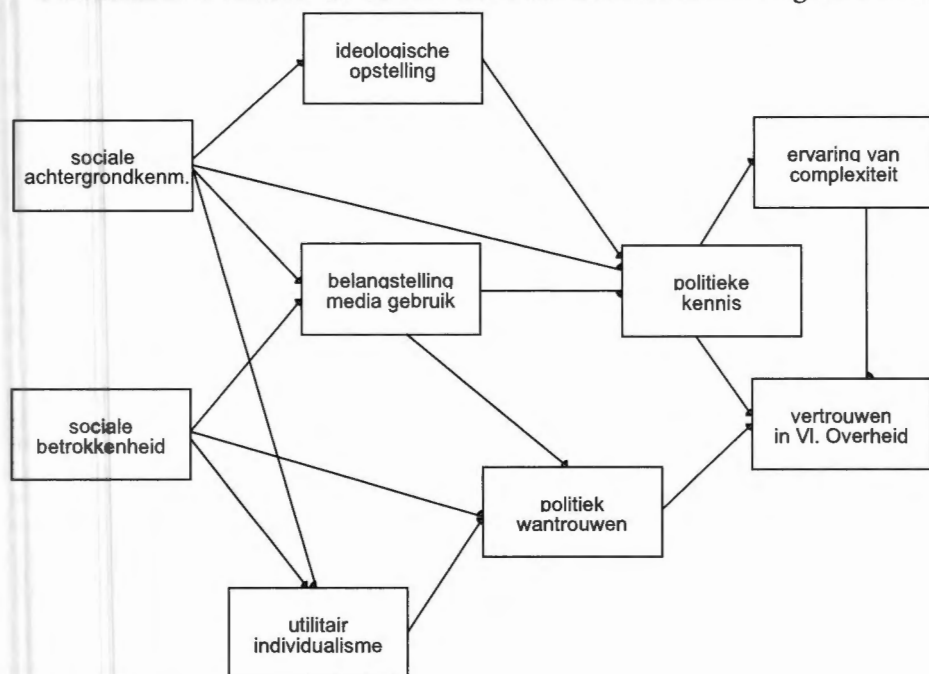 ideologische
opstelling
sociale
achtergrondkenm.
ervaring van
complexiteit
belangstelling
media gebruik
politieke
kennis
sociale
betrokkenheid
vertrouwen
in Vl. Overheid
politiek
wantrouwen
utilitair
individualisme